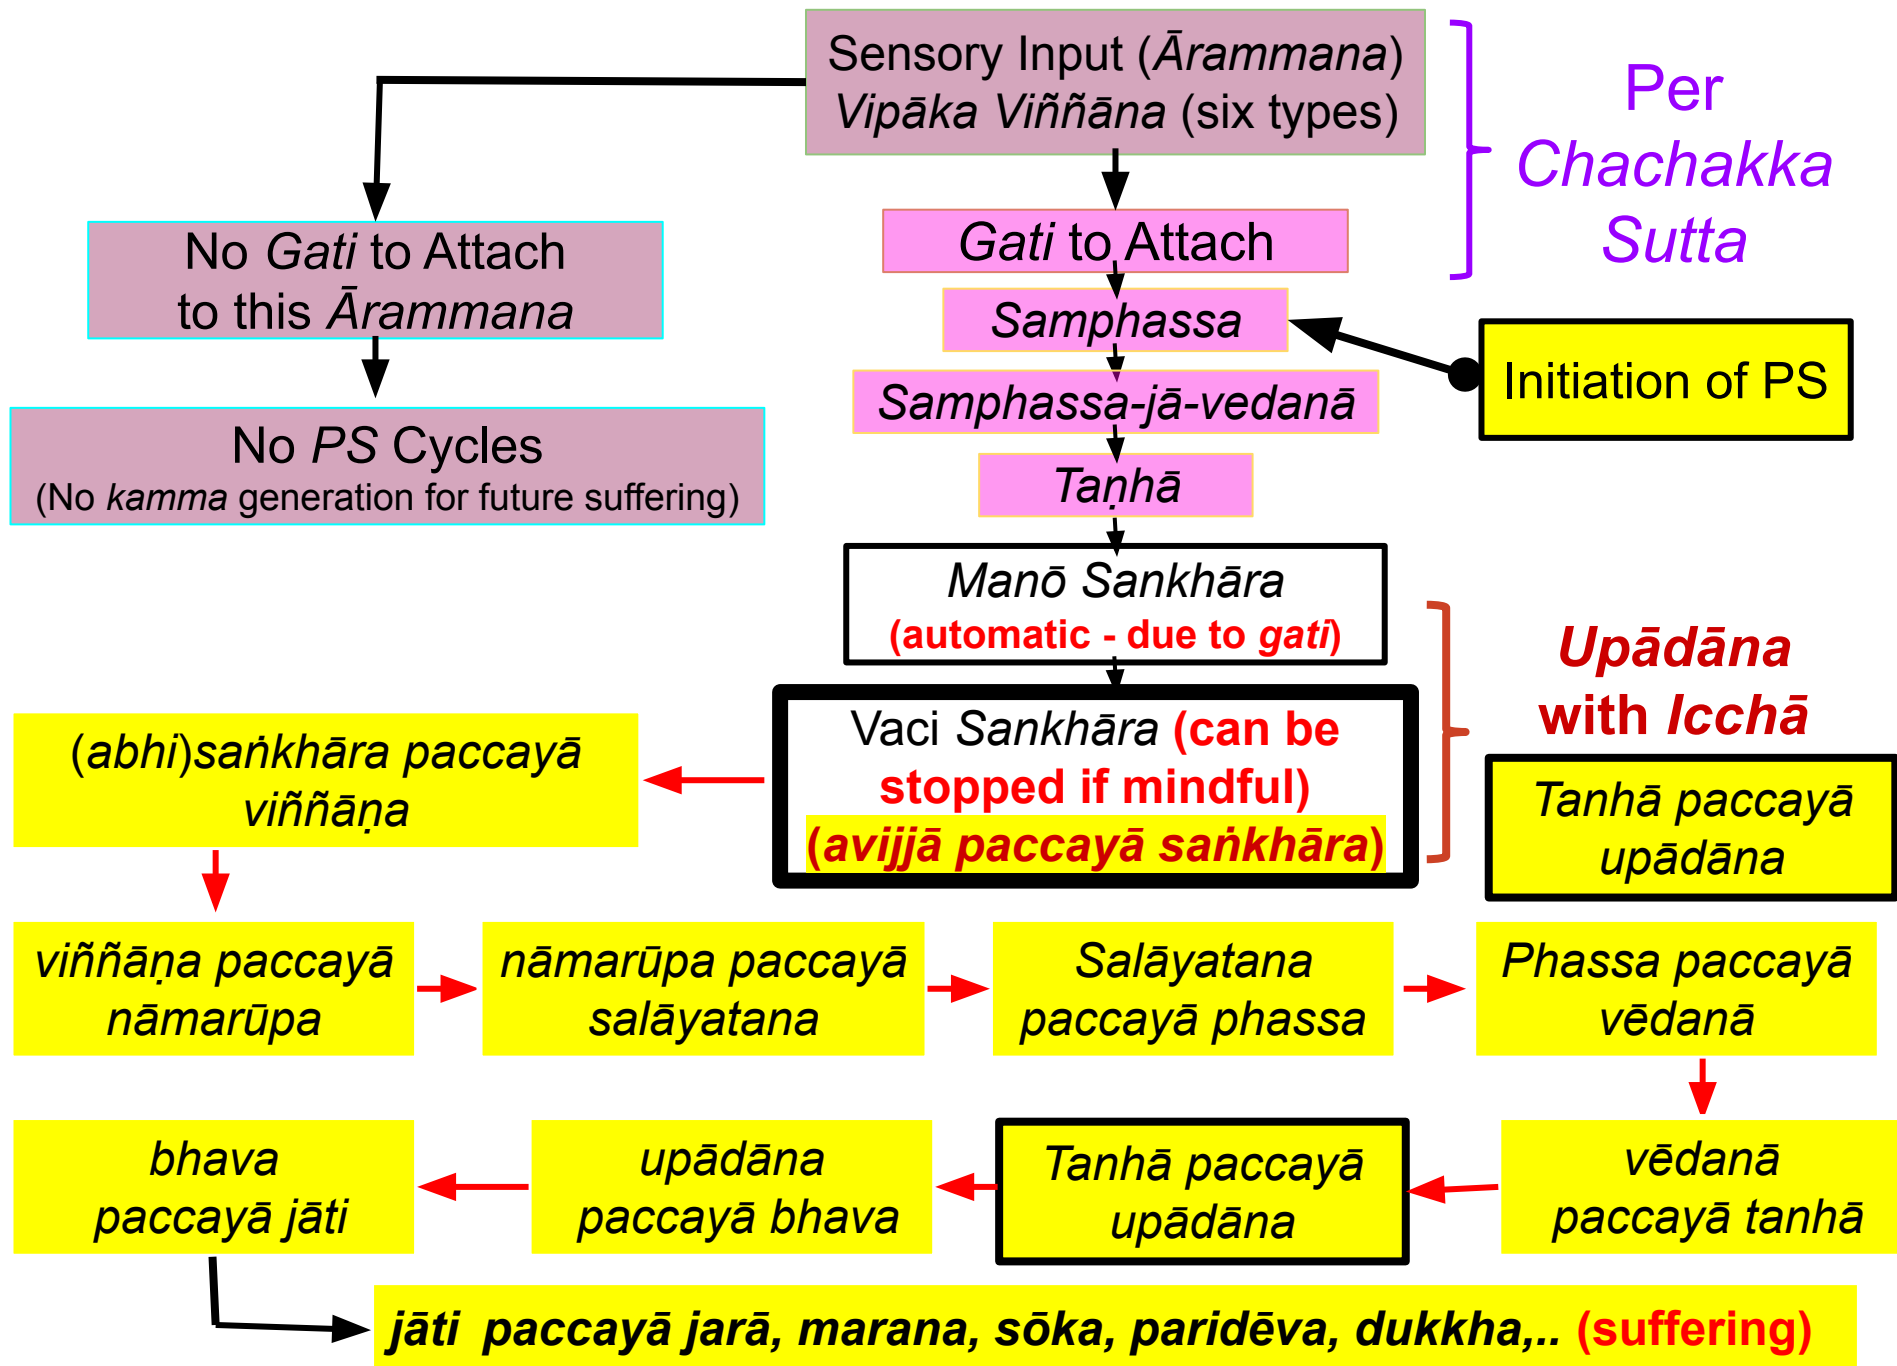 Sensory Input (Ārammana)
Vipāka Viññāna (six types)
Per
Chachakka
Sutta
No Gati to Attach
to this Ārammana
Gati to Attach
Samphassa
Initiation of PS
Samphassa-jā-vedanā
No PS Cycles
(No kamma generation for future suffering)
Taṇhā
Manō Sankhāra
(automatic - due to gati)
Upādāna
with Icchā
Vaci Sankhāra (can be
stopped if mindful)
(avijjā paccayā saṅkhāra)
(abhi)saṅkhāra paccayā
viññāṇa
Tanhā paccayā
upādāna
viññāṇa paccayā
nāmarūpa
nāmarūpa paccayā
salāyatana
Salāyatana
paccayā phassa
Phassa paccayā
vēdanā
vēdanā
paccayā tanhā
Tanhā paccayā
upādāna
upādāna
paccayā bhava
bhava
paccayā jāti
jāti paccayā jarā, marana, sōka, paridēva, dukkha,.. (suffering)